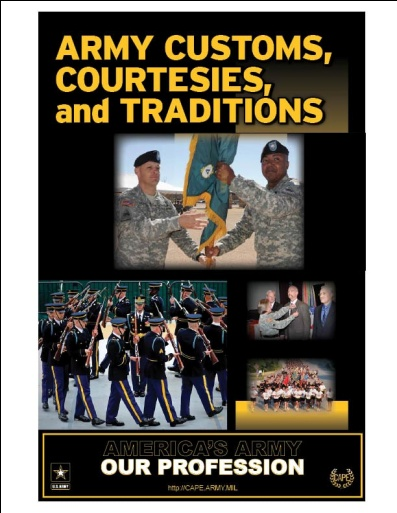 ARMY CUSTOMS,
COURTESIES,
and TRADITIONS
AMERICA'S ARMY
OUR PROFESSION
U.S. ARMY
http://CAPE.ARMY.MIL
CAPE